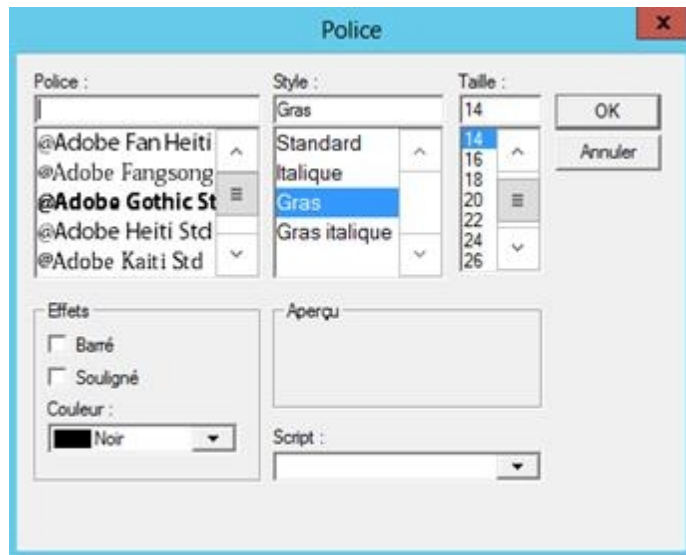 Police
Police :
Style :
Taille :
Gras
14
OK
Annuler
@Adobe Fan Heiti
@Adobe Fangsong
@Adobe Gothic St
@Adobe Heiti Std
@Adobe Kaiti Std
Standard
Italique
Gras
Gras italique
14
16
18
20
22
24
26
Effets
Barré
Souligné
Couleur :
Noir
Aperçu
Script :